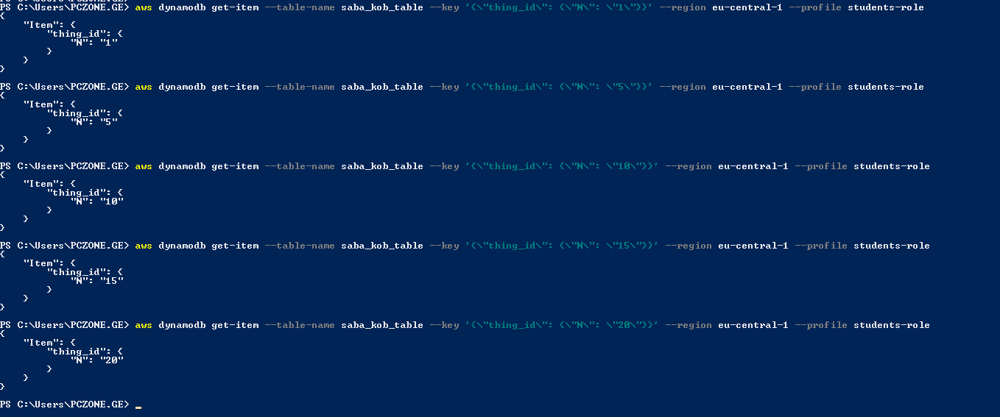 PS C:\Users\PCZONE.GE> aws dynamodb get-item --table-name saba_kob_table --key '{\"thing_id\": {\"N\": \"1\"}}' --region eu-central-1 --profile students-role
{
    "Item": {
        "thing_id": {
            "N": "1"
        }
    }
}
PS C:\Users\PCZONE.GE> aws dynamodb get-item --table-name saba_kob_table --key '{\"thing_id\": {\"N\": \"5\"}}' --region eu-central-1 --profile students-role
{
    "Item": {
        "thing_id": {
            "N": "5"
        }
    }
}
PS C:\Users\PCZONE.GE> aws dynamodb get-item --table-name saba_kob_table --key '{\"thing_id\": {\"N\": \"10\"}}' --region eu-central-1 --profile students-role
{
    "Item": {
        "thing_id": {
            "N": "10"
        }
    }
}
PS C:\Users\PCZONE.GE> aws dynamodb get-item --table-name saba_kob_table --key '{\"thing_id\": {\"N\": \"15\"}}' --region eu-central-1 --profile students-role
{
    "Item": {
        "thing_id": {
            "N": "15"
        }
    }
}
PS C:\Users\PCZONE.GE> aws dynamodb get-item --table-name saba_kob_table --key '{\"thing_id\": {\"N\": \"20\"}}' --region eu-central-1 --profile students-role
{
    "Item": {
        "thing_id": {
            "N": "20"
        }
    }
}
PS C:\Users\PCZONE.GE> _